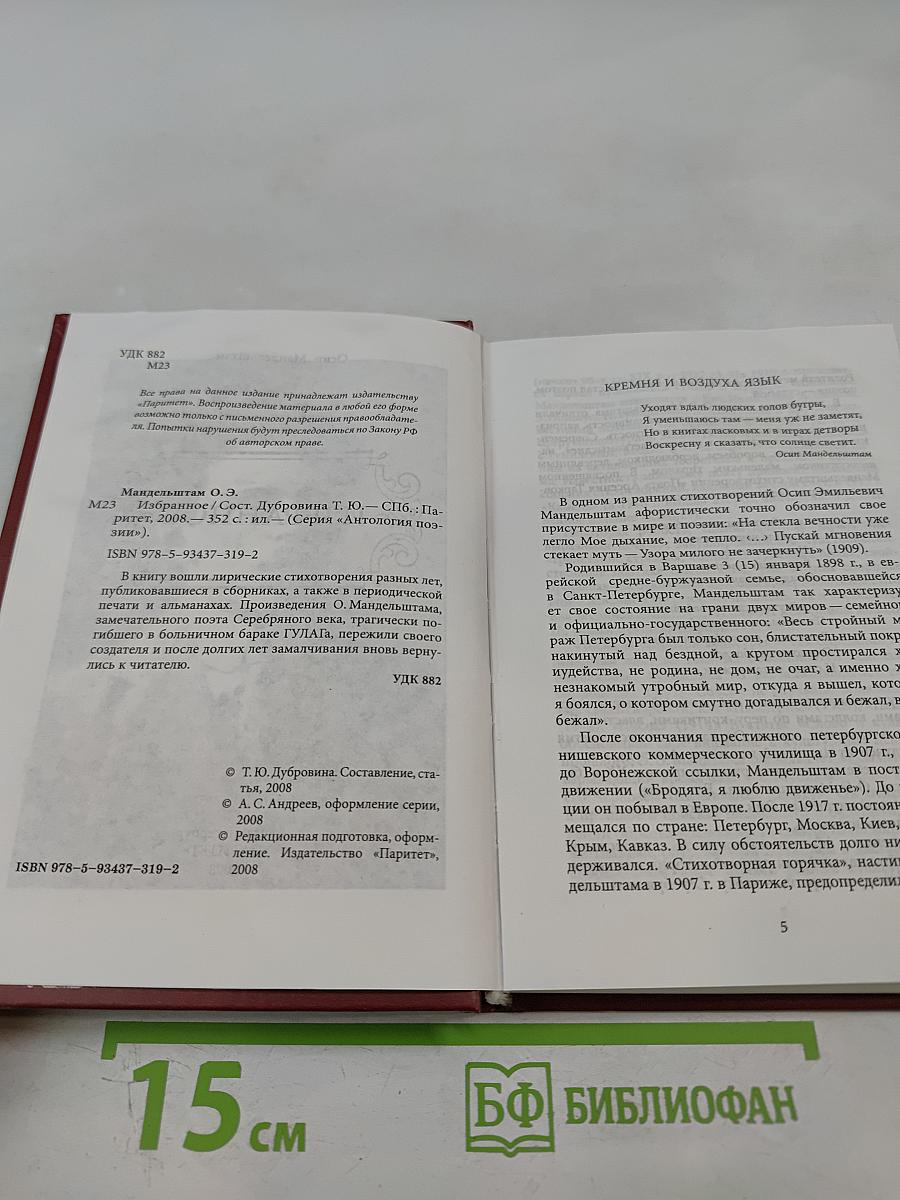 УДК 882
М23
Все права на данное издание принадлежат издательству
«Паритет». Воспроизведение материала в любой его форме
возможно только с письменного разрешения правообладате-
ля. Попытки нарушения будут преследоваться по Закону РФ
об авторском праве.
Мандельштам О. Э.
М23 Избранное / Сост. Дубровина Т. Ю.— СПб. : Па-
ритет, 2008.— 352 с. : ил.— (Серия «Антология поэ-
зии»).
ISBN 978–5–93437–319–2
В книгу вошли лирические стихотворения разных лет,
публиковавшиеся в сборниках, а также в периодической
печати и альманахах. Произведения О. Мандельштама,
замечательного поэта Серебряного века, трагически по-
гибшего в больничном бараке ГУЛАГа, пережили своего
создателя и после долгих лет замалчивания вновь верну-
лись к читателю.
УДК 882
© Т. Ю. Дубровина. Составление, ста-
тья, 2008
© А. С. Андреев, оформление серии,
2008
© Редакционная подготовка, оформ-
ление. Издательство «Паритет»,
2008
ISBN 978–5–93437–319–2
КРЕМНЯ И ВОЗДУХА ЯЗЫК
Уходят вдаль людских голов бугры,
Я уменьшаюсь там — меня уж не заметят,
Но в книгах ласковых и в играх детворы
Воскресну я сказать, что солнце светит.
Осип Мандельштам
В одном из ранних стихотворений Осип Эмильевич
Мандельштам афористически точно обозначил свое
присутствие в мире и поэзии: «На стекла вечности уже
легло Мое дыхание, мое тепло. ‹…› Пускай мгновения
стекает муть — Узора милого не зачеркнуть» (1909).
Родившийся в Варшаве 3 (15) января 1898 г., в ев-
рейской средне-буржуазной семье, обосновавшейся
в Санкт-Петербурге, Мандельштам так характеризу
ет свое состояние на грани двух миров — семейно
и официально-государственного: «Весь стройный м
раж Петербурга был только сон, блистательный покр
накинутый над бездной, а кругом простирался х
иудейства, не родина, не дом, не очаг, а именно х
незнакомый утробный мир, откуда я вышел, кото
я боялся, о котором смутно догадывался и бежал, в
бежал».
После окончания престижного петербургско
нишевского коммерческого училища в 1907 г.,
до Воронежской ссылки, Мандельштам в пост
движении («Бродяга, я люблю движенье»). До
ции он побывал в Европе. После 1917 г. постоян
мещался по стране: Петербург, Москва, Киев,
Крым, Кавказ. В силу обстоятельств долго ни
держивался. «Стихотворная горячка», насти
дельштама в 1907 г. в Париже, предопредели
5
15 см
БФ БИБЛИОФАН